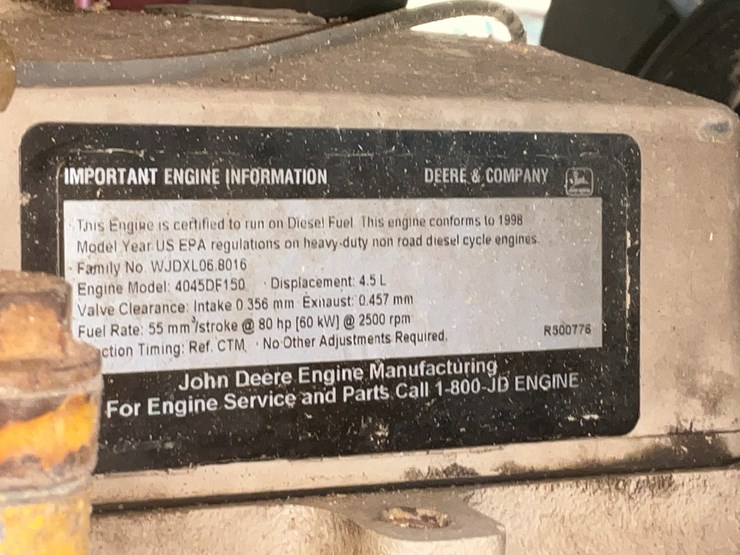 IMPORTANT ENGINE INFORMATION DEERE & COMPANY
This Engine is certified to run on Diesel Fuel This engine conforms to 1998
Model Year US EPA regulations on heavy-duty non road diesel cycle engines.
Family No. WJDXL06.8016
Engine Model: 4045DF150 · Displacement: 4.5 L
Valve Clearance: Intake 0.356 mm Exhaust: 0.457 mm
Fuel Rate: 55 mm³/stroke @ 80 hp [60 kW] @ 2500 rpm
ction Timing: Ref. CTM · No Other Adjustments Required. R500776
John Deere Engine Manufacturing
For Engine Service and Parts Call 1-800-JD ENGINE